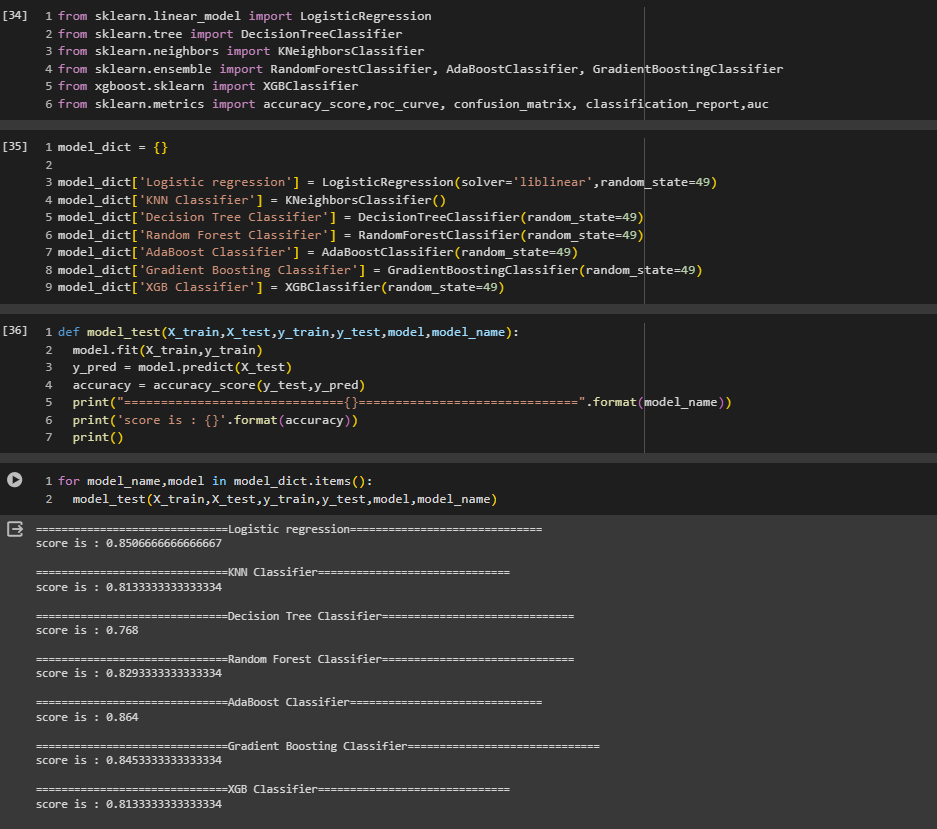 [34] 1 from sklearn.linear_model import LogisticRegression
2 from sklearn.tree import DecisionTreeClassifier
3 from sklearn.neighbors import KNeighborsClassifier
4 from sklearn.ensemble import RandomForestClassifier, AdaBoostClassifier, GradientBoostingClassifier
5 from xgboost.sklearn import XGBClassifier
6 from sklearn.metrics import accuracy_score,roc_curve, confusion_matrix, classification_report,auc
[35] 1 model_dict = {}
2
3 model_dict['Logistic regression'] = LogisticRegression(solver='liblinear',random_state=49)
4 model_dict['KNN Classifier'] = KNeighborsClassifier()
5 model_dict['Decision Tree Classifier'] = DecisionTreeClassifier(random_state=49)
6 model_dict['Random Forest Classifier'] = RandomForestClassifier(random_state=49)
7 model_dict['AdaBoost Classifier'] = AdaBoostClassifier(random_state=49)
8 model_dict['Gradient Boosting Classifier'] = GradientBoostingClassifier(random_state=49)
9 model_dict['XGB Classifier'] = XGBClassifier(random_state=49)
[36] 1 def model_test(X_train,X_test,y_train,y_test,model,model_name):
2   model.fit(X_train,y_train)
3   y_pred = model.predict(X_test)
4   accuracy = accuracy_score(y_test,y_pred)
5   print("=============================={}==============================".format(model_name))
6   print('score is : {}'.format(accuracy))
7   print()
1 for model_name,model in model_dict.items():
2   model_test(X_train,X_test,y_train,y_test,model,model_name)
==============================Logistic regression==============================
score is : 0.8506666666666667
==============================KNN Classifier==============================
score is : 0.8133333333333334
==============================Decision Tree Classifier==============================
score is : 0.768
==============================Random Forest Classifier==============================
score is : 0.8293333333333334
==============================AdaBoost Classifier==============================
score is : 0.864
==============================Gradient Boosting Classifier==============================
score is : 0.8453333333333334
==============================XGB Classifier==============================
score is : 0.8133333333333334